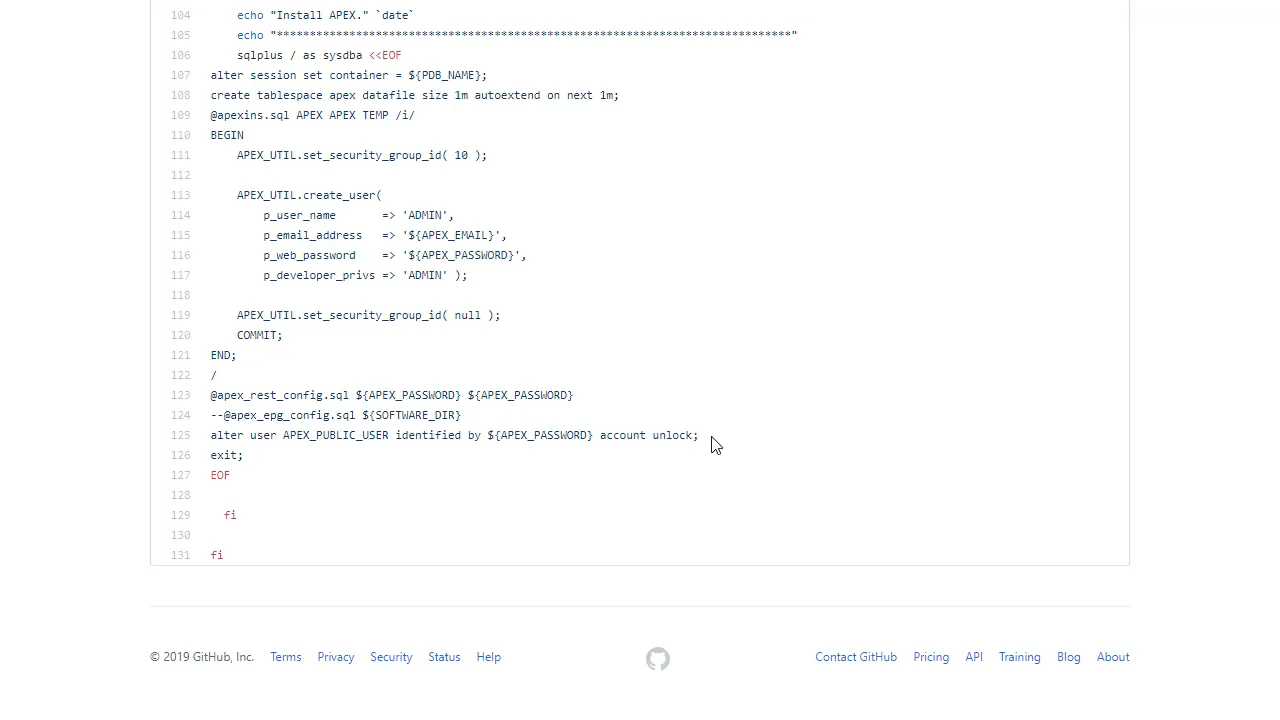 104 echo "Install APEX." `date`
105 echo "******************************************************************************"
106 sqlplus / as sysdba <<EOF
107 alter session set container = ${PDB_NAME};
108 create tablespace apex datafile size 1m autoextend on next 1m;
109 @apexins.sql APEX APEX TEMP /i/
110 BEGIN
111 APEX_UTIL.set_security_group_id( 10 );
112
113 APEX_UTIL.create_user(
114 p_user_name => 'ADMIN',
115 p_email_address => '${APEX_EMAIL}',
116 p_web_password => '${APEX_PASSWORD}',
117 p_developer_privs => 'ADMIN' );
118
119 APEX_UTIL.set_security_group_id( null );
120 COMMIT;
121 END;
122 /
123 @apex_rest_config.sql ${APEX_PASSWORD} ${APEX_PASSWORD}
124 --@apex_epg_config.sql ${SOFTWARE_DIR}
125 alter user APEX_PUBLIC_USER identified by ${APEX_PASSWORD} account unlock;
126 exit;
127 EOF
128
129 fi
130
131 fi
© 2019 GitHub, Inc. Terms Privacy Security Status Help Contact GitHub Pricing API Training Blog About